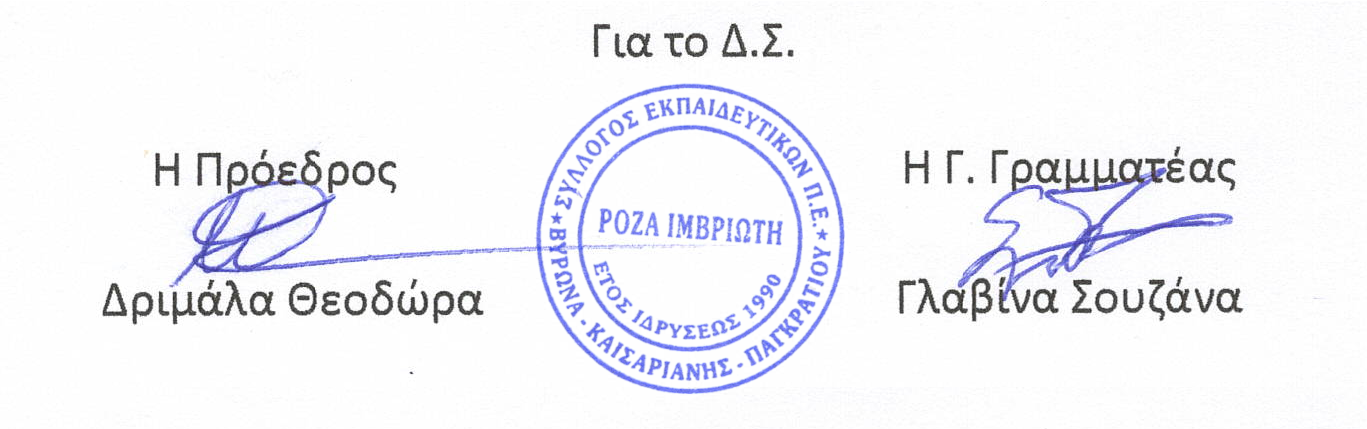 Για το Δ.Σ.
Η Πρόεδρος
Δριμάλα Θεοδώρα
ΣΥΛΛΟΓΟΣ ΕΚΠΑΙΔΕΥΤΙΚΩΝ Π.Ε.
★ ΒΥΡΩΝΑ - ΚΑΙΣΑΡΙΑΝΗΣ - ΠΑΓΚΡΑΤΙΟΥ ★
ΡΟΖΑ ΙΜΒΡΙΩΤΗ
ΕΤΟΣ ΙΔΡΥΣΕΩΣ 1990
Η Γ. Γραμματέας
Γλαβίνα Σουζάνα